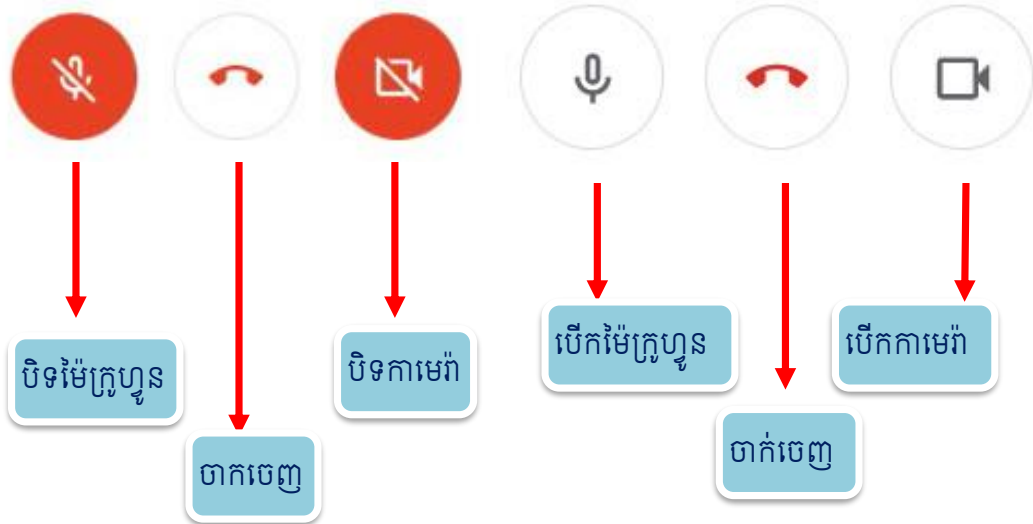 បិទម៉ៃក្រូហ្វូន
ចាកចេញ
បិទកាមេរ៉ា
បើកម៉ៃក្រូហ្វូន
ចាក់ចេញ
បើកកាមេរ៉ា